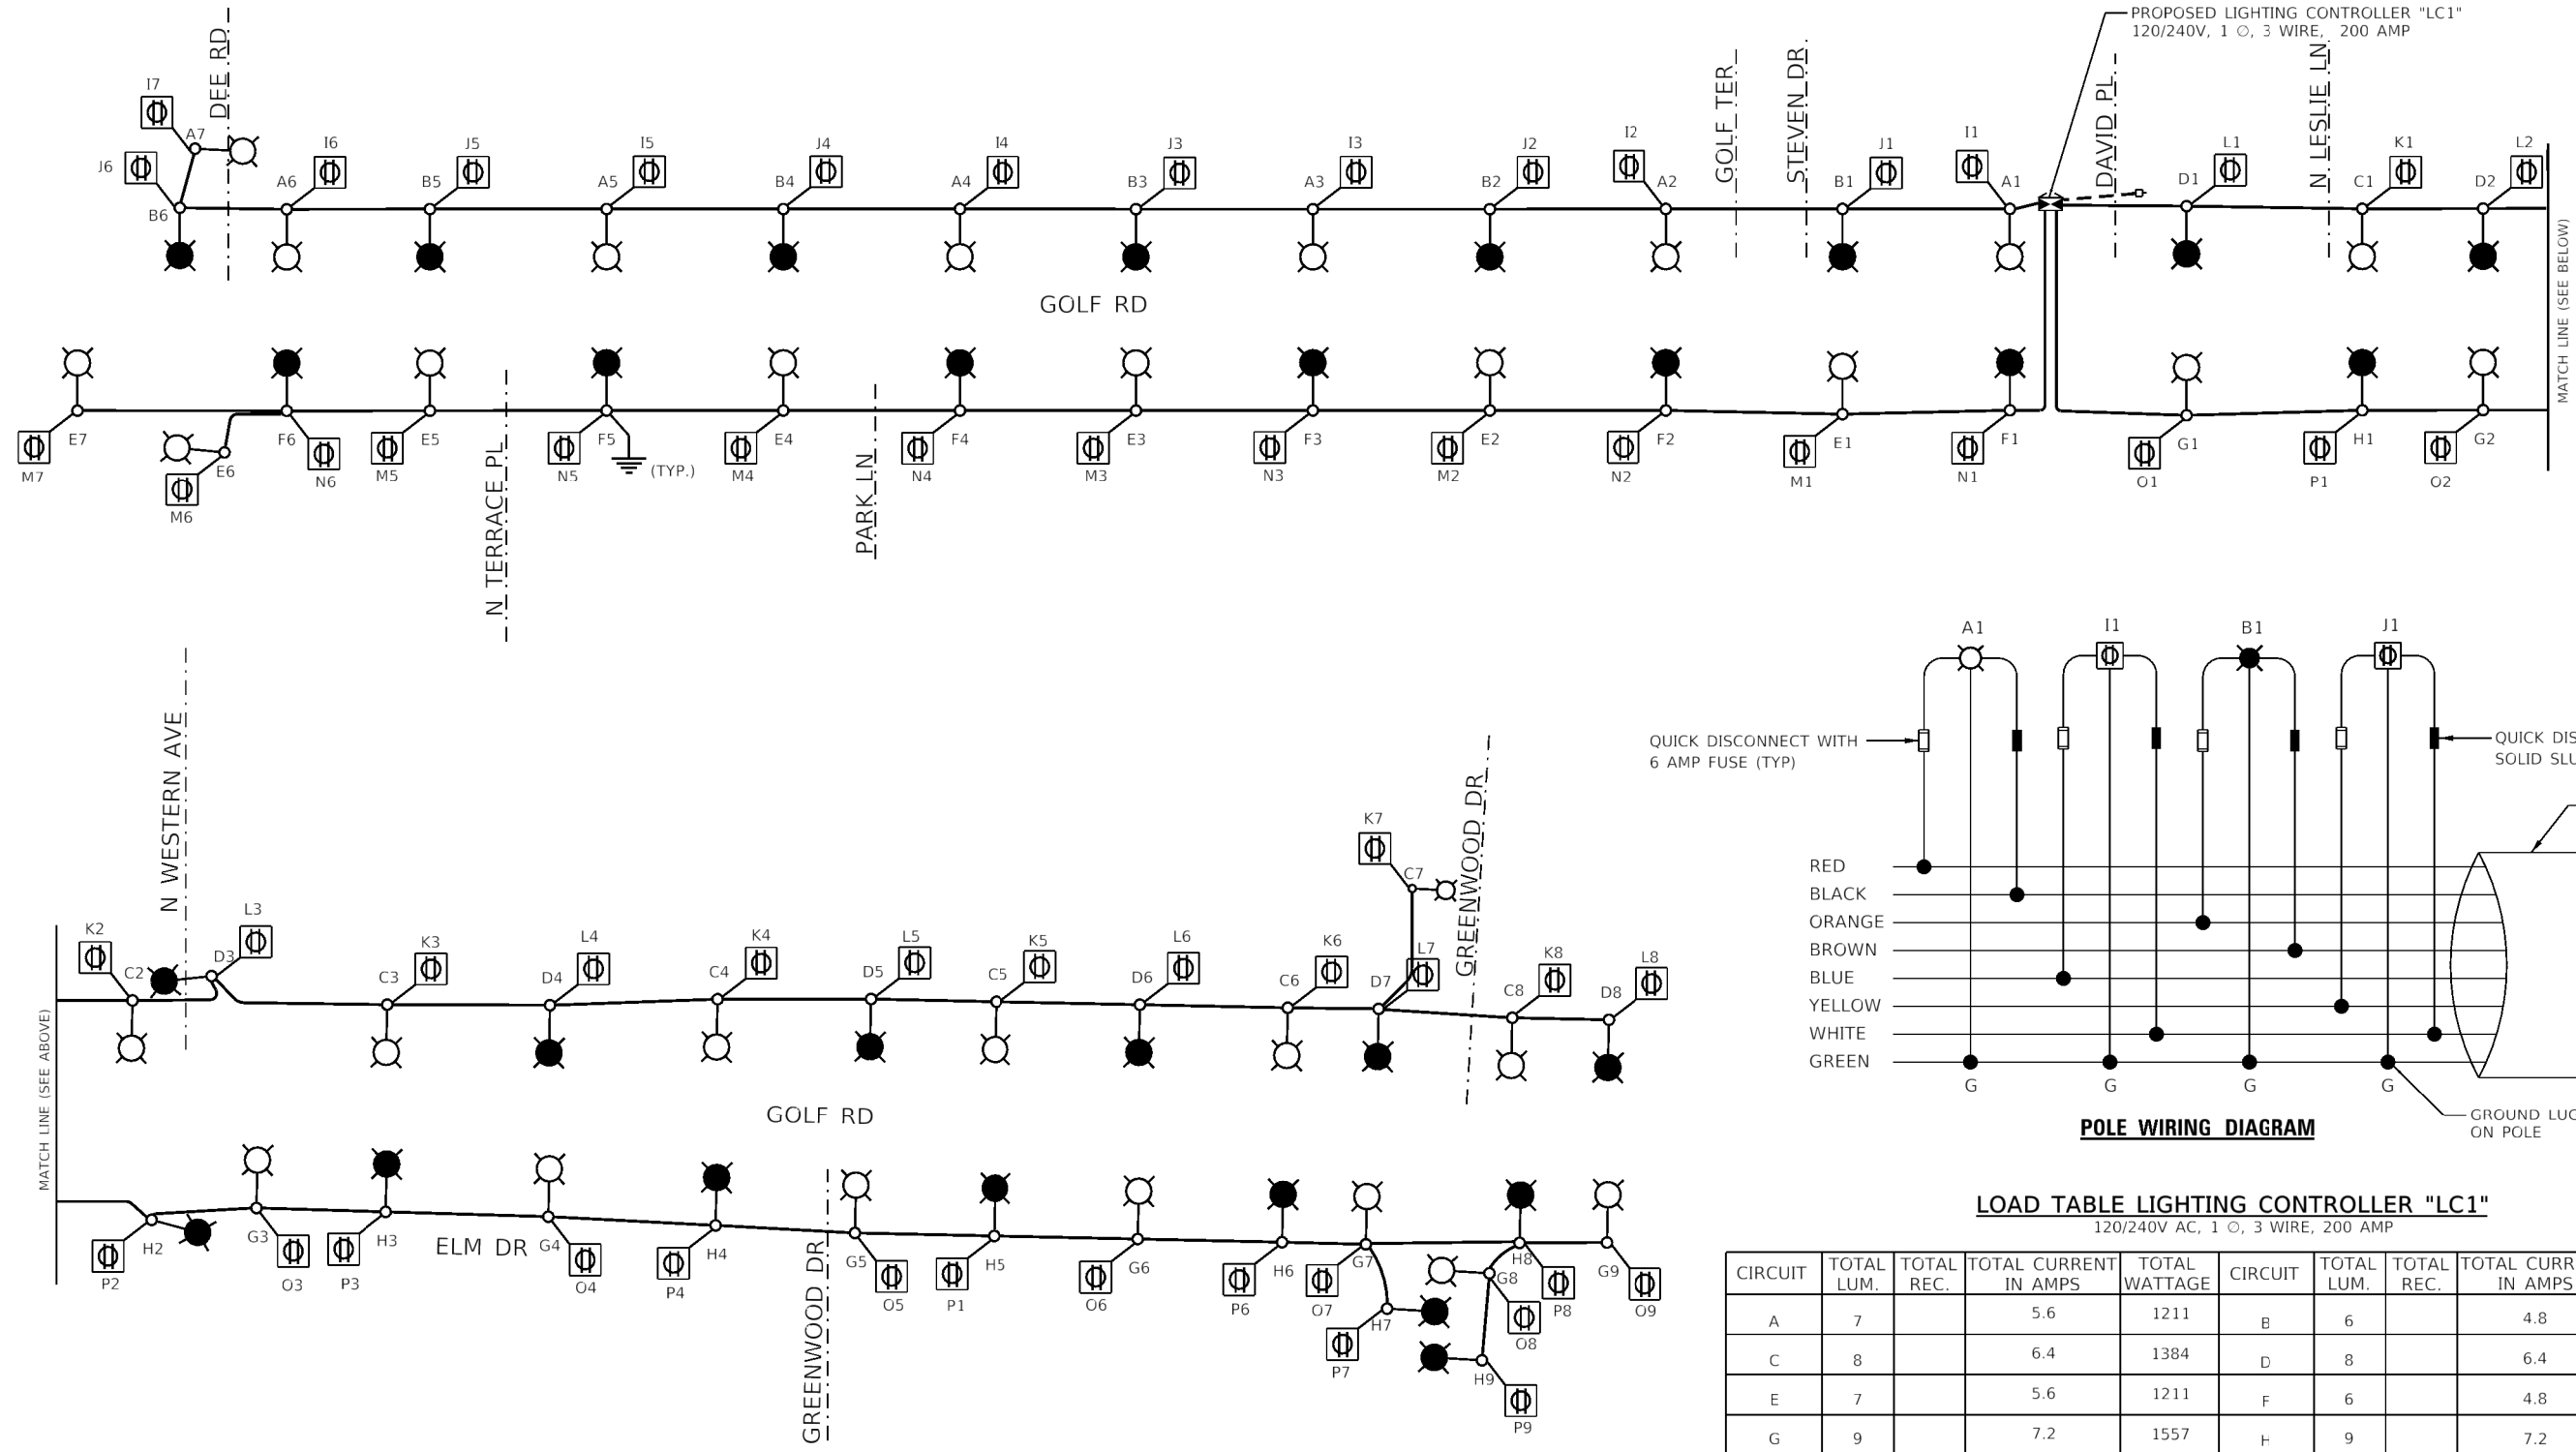 PROPOSED LIGHTING CONTROLLER "LC1"
120/240V, 1 ∅, 3 WIRE, 200 AMP
DEE RD
GOLF TER
STEVEN DR
DAVID PL
N LESLIE LN
I7
A7
J6
B6
I6
A6
J5
B5
I5
A5
J4
B4
I4
A4
J3
B3
I3
A3
J2
B2
I2
A2
J1
B1
I1
A1
L1
D1
K1
C1
L2
D2
MATCH LINE (SEE BELOW)
GOLF RD
M7
E7
M6
E6
F6
N6
M5
E5
N TERRACE PL
N5
F5
(TYP.)
M4
E4
PARK LN
N4
F4
M3
E3
N3
F3
M2
E2
N2
F2
M1
E1
N1
F1
O1
G1
P1
H1
O2
G2
MATCH LINE (SEE ABOVE)
N WESTERN AVE
K2
C2
L3
D3
K3
C3
L4
D4
K4
C4
L5
D5
K5
C5
L6
D6
K6
C6
L7
D7
K7
C7
GREENWOOD DR
K8
C8
L8
D8
GOLF RD
P2
H2
G3
O3
P3
H3
ELM DR
G4
O4
P4
H4
GREENWOOD DR
G5
O5
P1
H5
O6
G6
P6
H6
O7
G7
P7
H7
H8
P8
G8
O8
H9
P9
G9
O9
A1
I1
B1
J1
QUICK DISCONNECT WITH
6 AMP FUSE (TYP)
QUICK DIS
SOLID SLU
RED
BLACK
ORANGE
BROWN
BLUE
YELLOW
WHITE
GREEN
G
G
G
G
GROUND LUG
ON POLE
POLE WIRING DIAGRAM
LOAD TABLE LIGHTING CONTROLLER "LC1"
120/240V AC, 1 ∅, 3 WIRE, 200 AMP
CIRCUIT TOTAL LUM. TOTAL REC. TOTAL CURRENT IN AMPS TOTAL WATTAGE CIRCUIT TOTAL LUM. TOTAL REC. TOTAL CURR IN AMPS
A 7 5.6 1211 B 6 4.8
C 8 6.4 1384 D 8 6.4
E 7 5.6 1211 F 6 4.8
G 9 7.2 1557 H 9 7.2